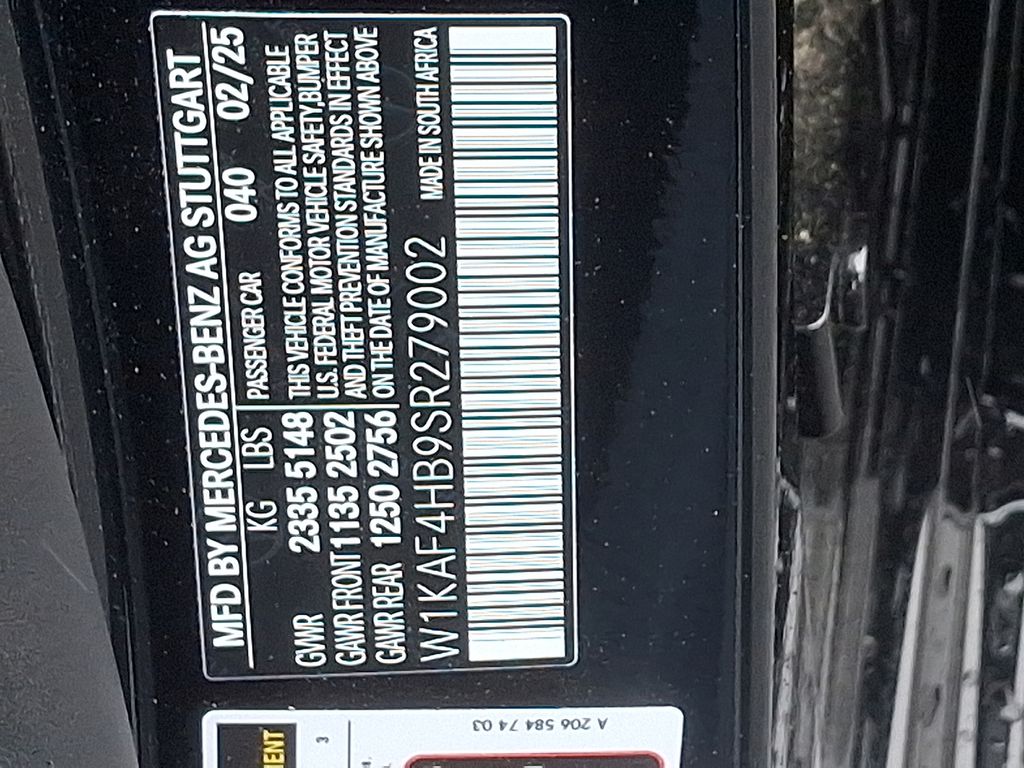 MFD BY MERCEDES-BENZ AG STUTTGART
KG LBS PASSENGER CAR 040 02/25
GVWR 2335 5148 THIS VEHICLE CONFORMS TO ALL APPLICABLE
GAWR FRONT 1135 2502 U.S. FEDERAL MOTOR VEHICLE SAFETY, BUMPER
GAWR REAR 1250 2756 AND THEFT PREVENTION STANDARDS IN EFFECT
ON THE DATE OF MANUFACTURE SHOWN ABOVE
W1KAF4HB9SR279002 MADE IN SOUTH AFRICA
3
A 206 584 74 03